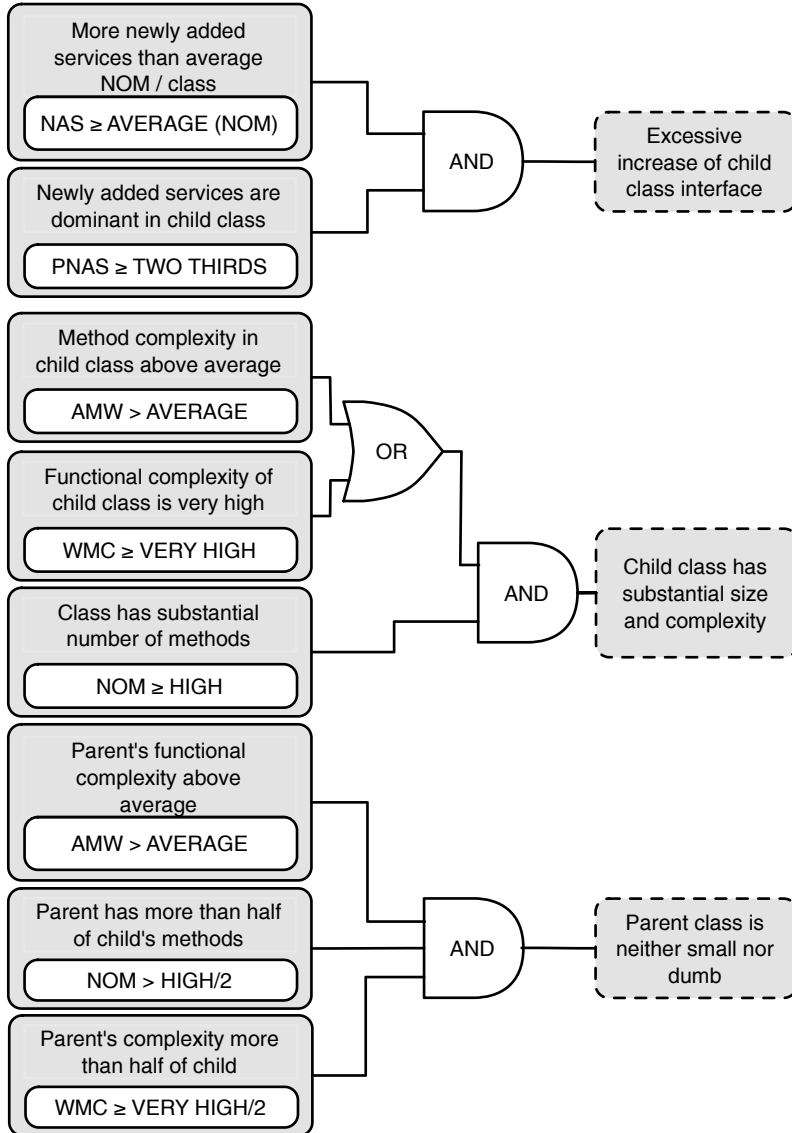 More newly added
services than average
NOM / class
NAS ≥ AVERAGE (NOM)
Newly added services are
dominant in child class
PNAS ≥ TWO THIRDS
AND
Excessive
increase of child
class interface
Method complexity in
child class above average
AMW > AVERAGE
Functional complexity of
child class is very high
WMC ≥ VERY HIGH
OR
Class has substantial
number of methods
NOM ≥ HIGH
AND
Child class has
substantial size
and complexity
Parent's functional
complexity above
average
AMW > AVERAGE
Parent has more than half
of child's methods
NOM > HIGH/2
Parent's complexity more
than half of child
WMC ≥ VERY HIGH/2
AND
Parent class is
neither small nor
dumb